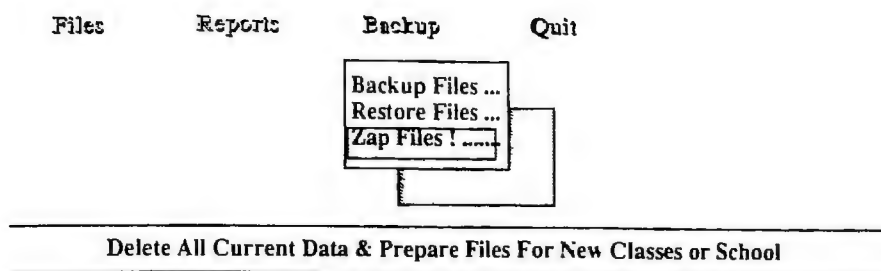 Files Reports Backup Quit
Backup Files ...
Restore Files ...
Zap Files ! ......
Delete All Current Data & Prepare Files For New Classes or School